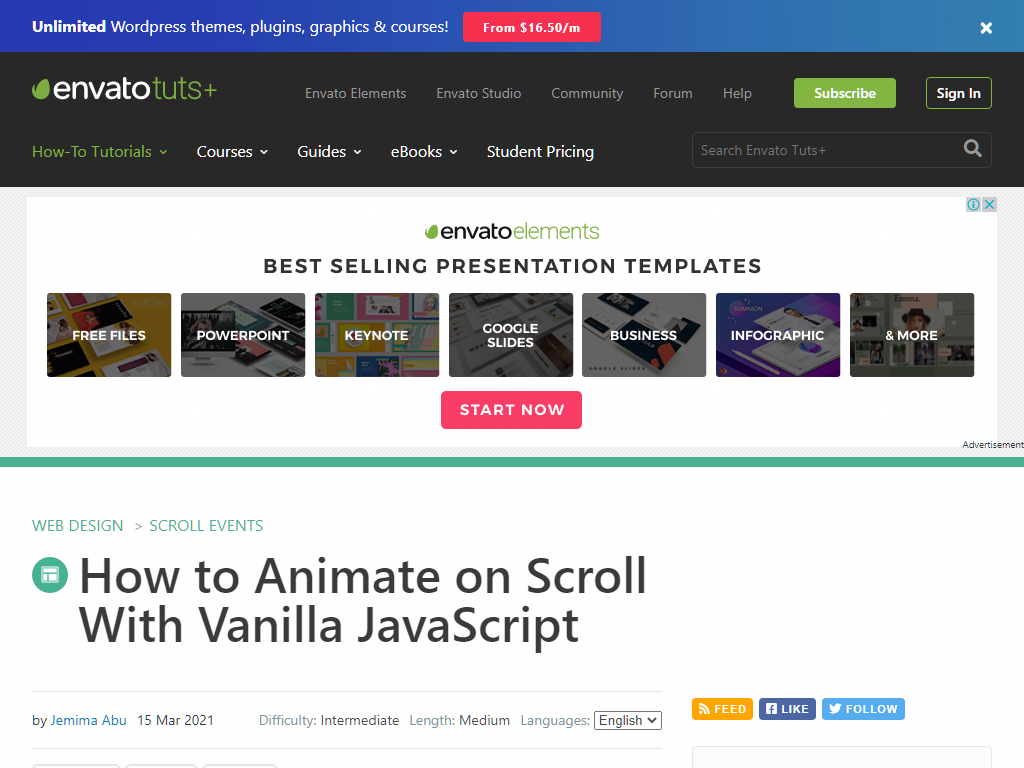 Unlimited Wordpress themes, plugins, graphics & courses! From $16.50/m
envatotuts+ Envato Elements Envato Studio Community Forum Help Subscribe Sign In
How-To Tutorials Courses Guides eBooks Student Pricing Search Envato Tuts+
envatoelements
BEST SELLING PRESENTATION TEMPLATES
FREE FILES POWERPOINT KEYNOTE GOOGLE SLIDES BUSINESS INFOGRAPHIC & MORE
START NOW
Advertisement
WEB DESIGN > SCROLL EVENTS
How to Animate on Scroll
With Vanilla JavaScript
by Jemima Abu 15 Mar 2021 Difficulty: Intermediate Length: Medium Languages: English
FEED LIKE FOLLOW